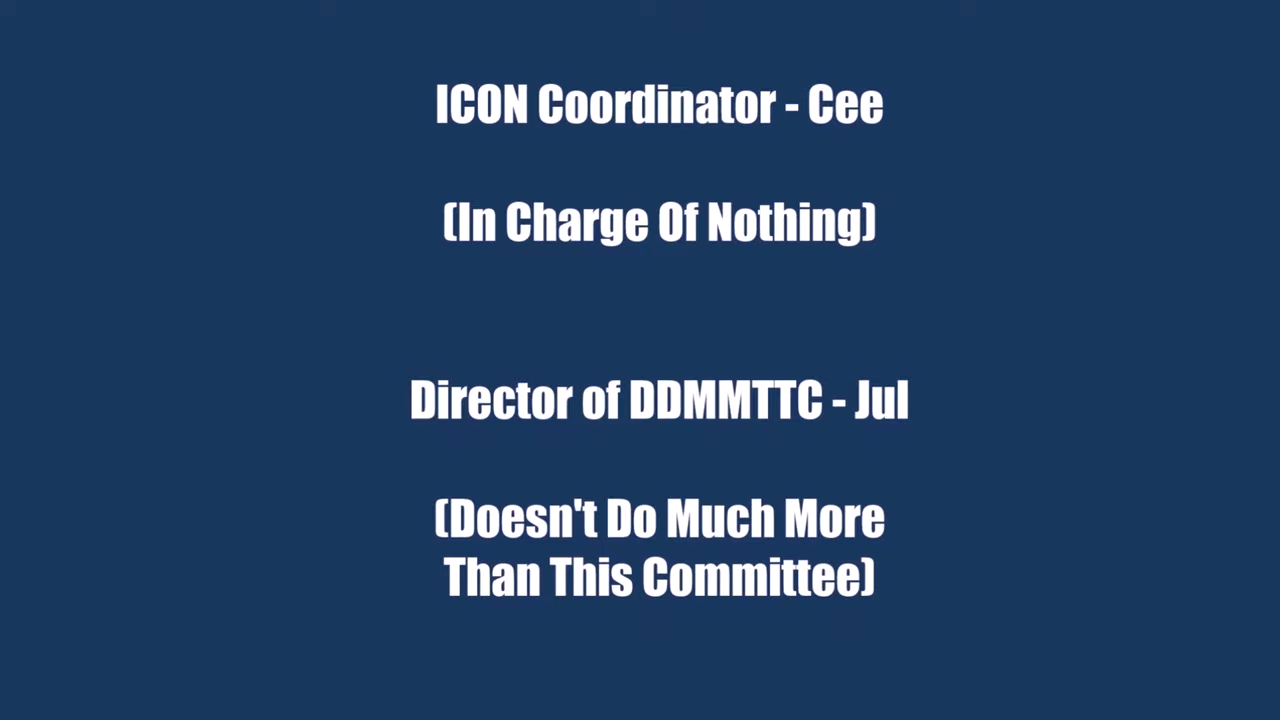 ICON Coordinator - Cee
(In Charge Of Nothing)
Director of DDMMTTC - Jul
(Doesn't Do Much More
Than This Committee)